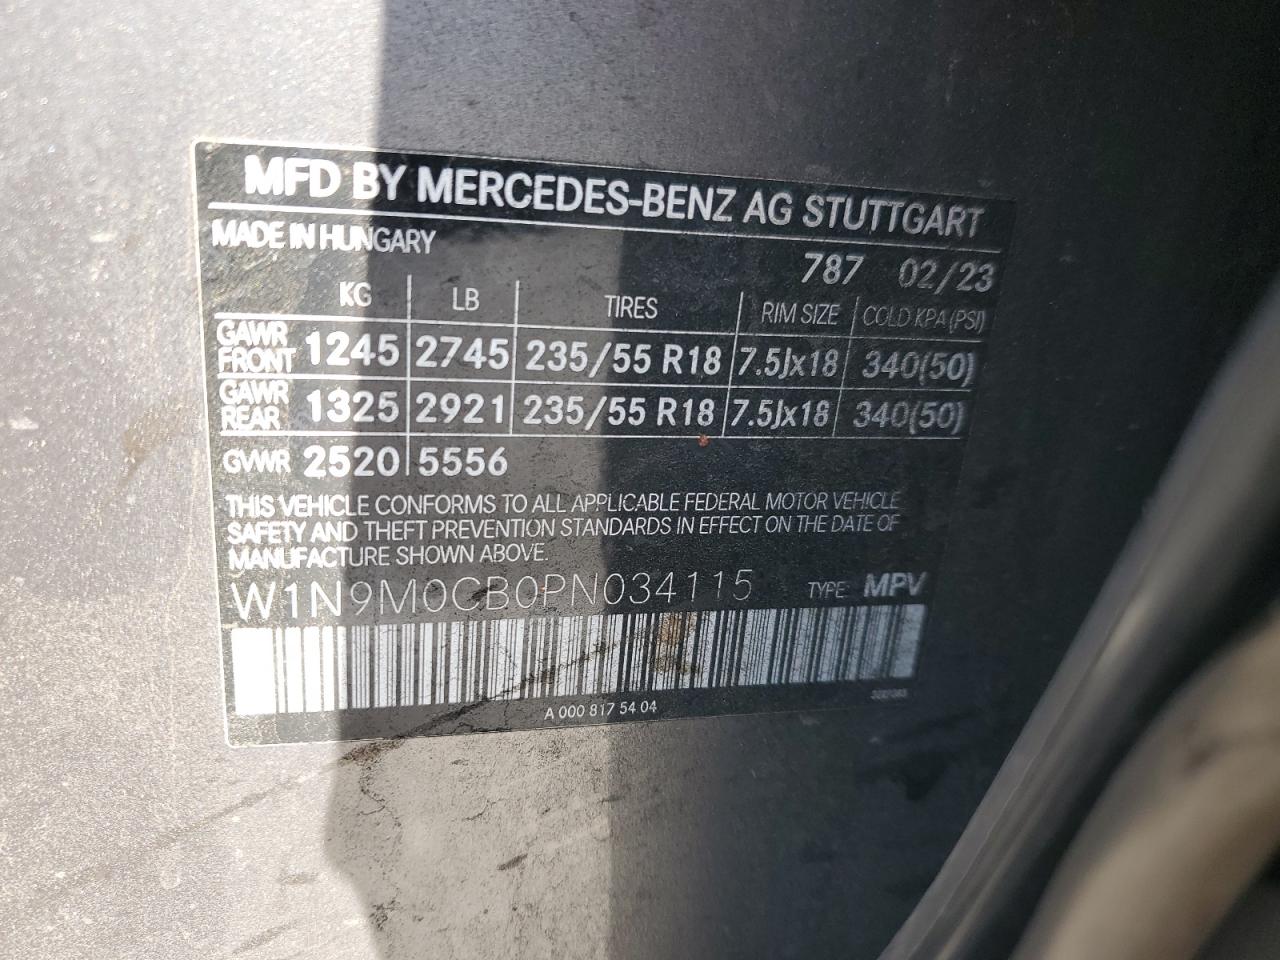 MFD BY MERCEDES-BENZ AG STUTTGART
MADE IN HUNGARY
787 02/23
KG LB TIRES RIM SIZE COLD KPA (PSI)
GAWR FRONT 1245 2745 235/55 R18 7.5Jx18 340(50)
GAWR REAR 1325 2921 235/55 R18 7.5Jx18 340(50)
GVWR 2520 5556
THIS VEHICLE CONFORMS TO ALL APPLICABLE FEDERAL MOTOR VEHICLE
SAFETY AND THEFT PREVENTION STANDARDS IN EFFECT ON THE DATE OF
MANUFACTURE SHOWN ABOVE.
W1N9M0CB0PN034115 TYPE: MPV
A 000 817 54 04